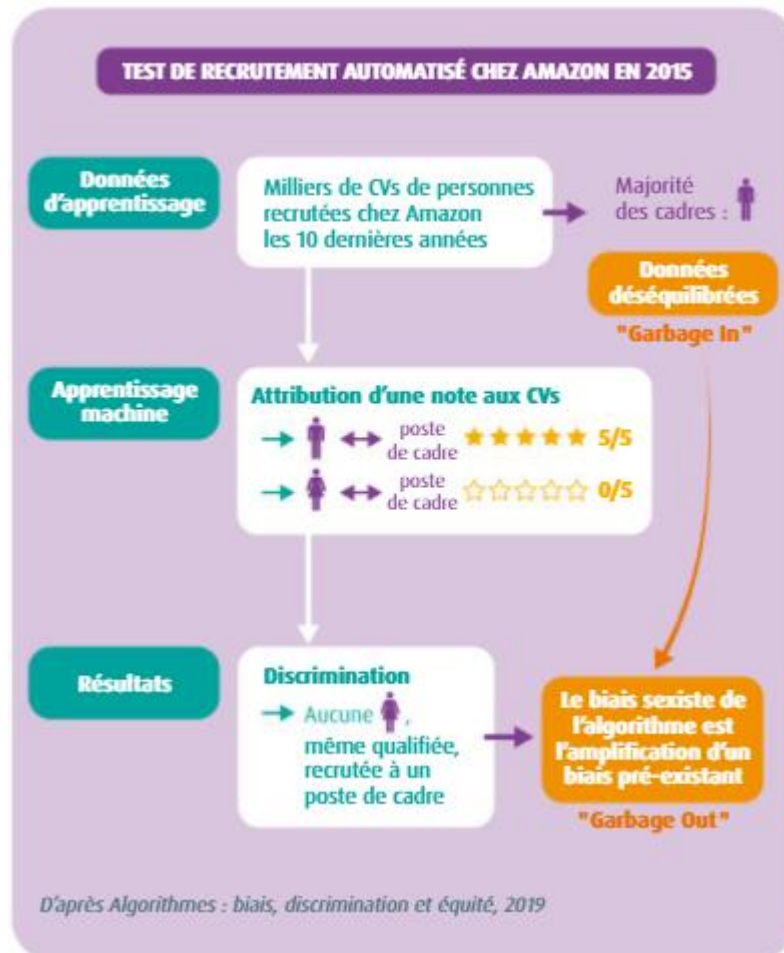 TEST DE RECRUTEMENT AUTOMATISÉ CHEZ AMAZON EN 2015
Données
d'apprentissage
Milliers de CVs de personnes
recrutées chez Amazon
les 10 dernières années
Majorité
des cadres :
Données
déséquilibrées
"Garbage In"
Apprentissage
machine
Attribution d'une note aux CVs
poste
de cadre
5/5
poste
de cadre
0/5
Résultats
Discrimination
Aucune ,
même qualifiée,
recrutée à un
poste de cadre
Le biais sexiste de
l'algorithme est
l'amplification d'un
biais pré-existant
"Garbage Out"
D'après Algorithmes : biais, discrimination et équité, 2019